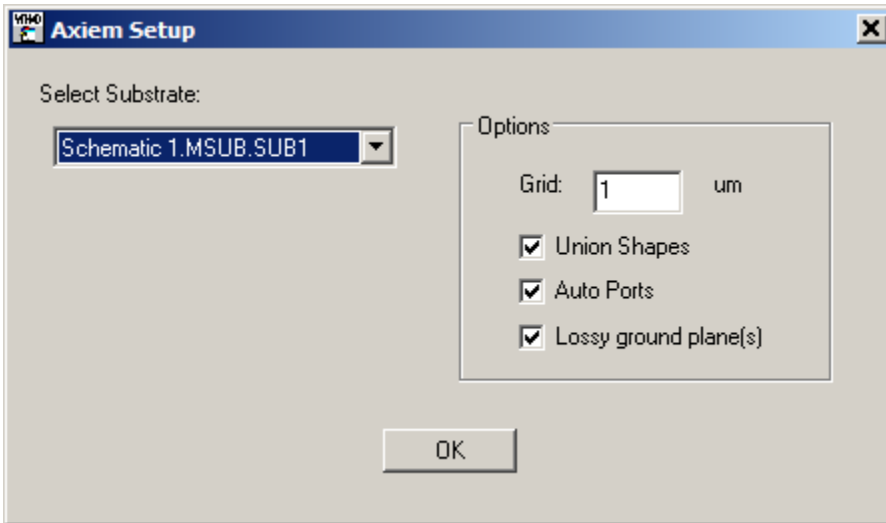 Axiem Setup
Select Substrate:
Schematic 1.MSUB.SUB1
Options
Grid: 1 um
Union Shapes
Auto Ports
Lossy ground plane(s)
OK